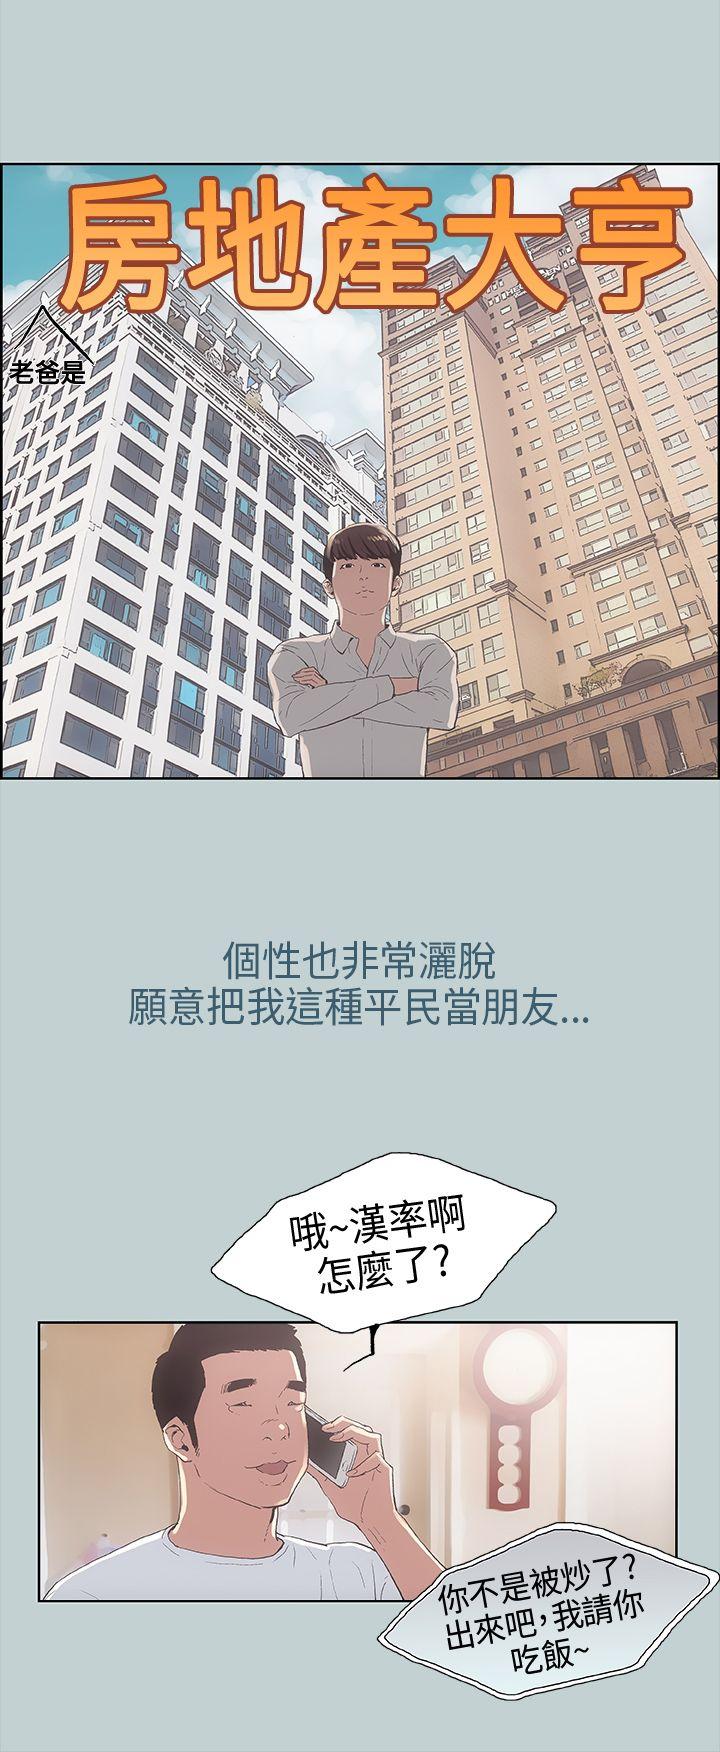 老爸是
房地產大亨
個性也非常灑脫
願意把我這種平民當朋友...
哦~漢率啊
怎麼了?
你不是被炒了?
出來吧,我請你
吃飯~